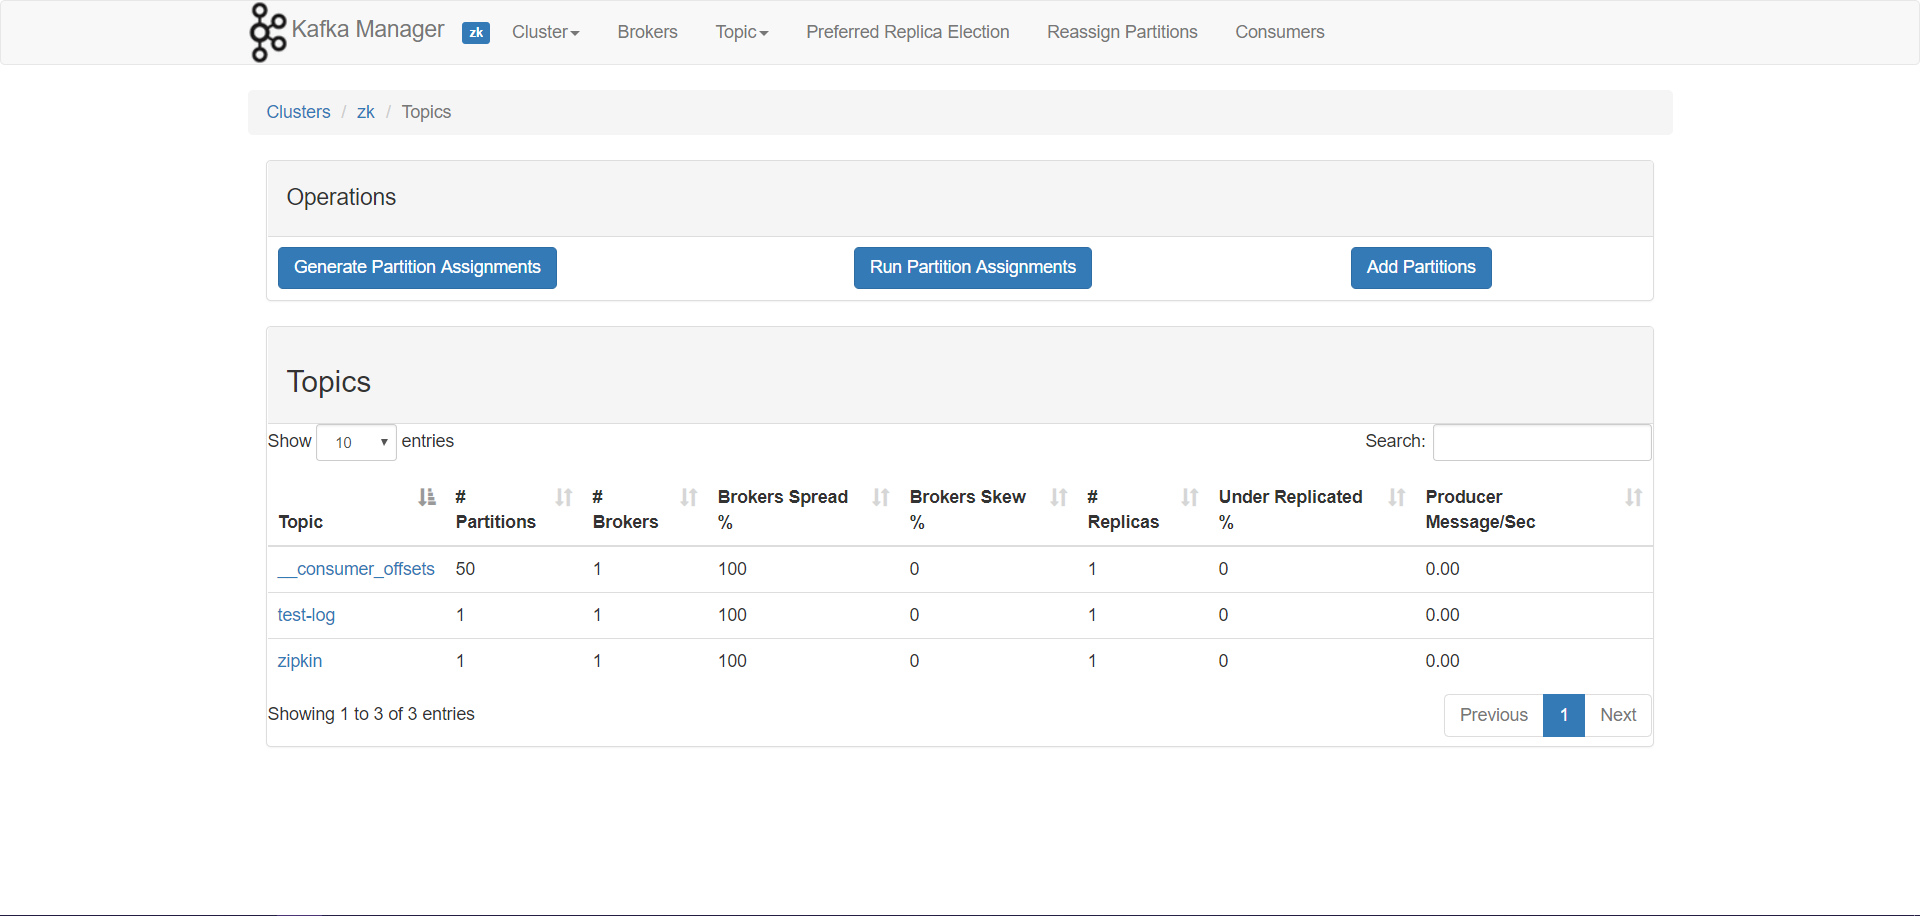 Kafka Manager zk Cluster Brokers Topic Preferred Replica Election Reassign Partitions Consumers
Clusters / zk / Topics
Operations
Generate Partition Assignments Run Partition Assignments Add Partitions
Topics
Show 10 entries Search:
Topic # Partitions # Brokers Brokers Spread % Brokers Skew % # Replicas Under Replicated % Producer Message/Sec
__consumer_offsets 50 1 100 0 1 0 0.00
test-log 1 1 100 0 1 0 0.00
zipkin 1 1 100 0 1 0 0.00
Showing 1 to 3 of 3 entries Previous 1 Next